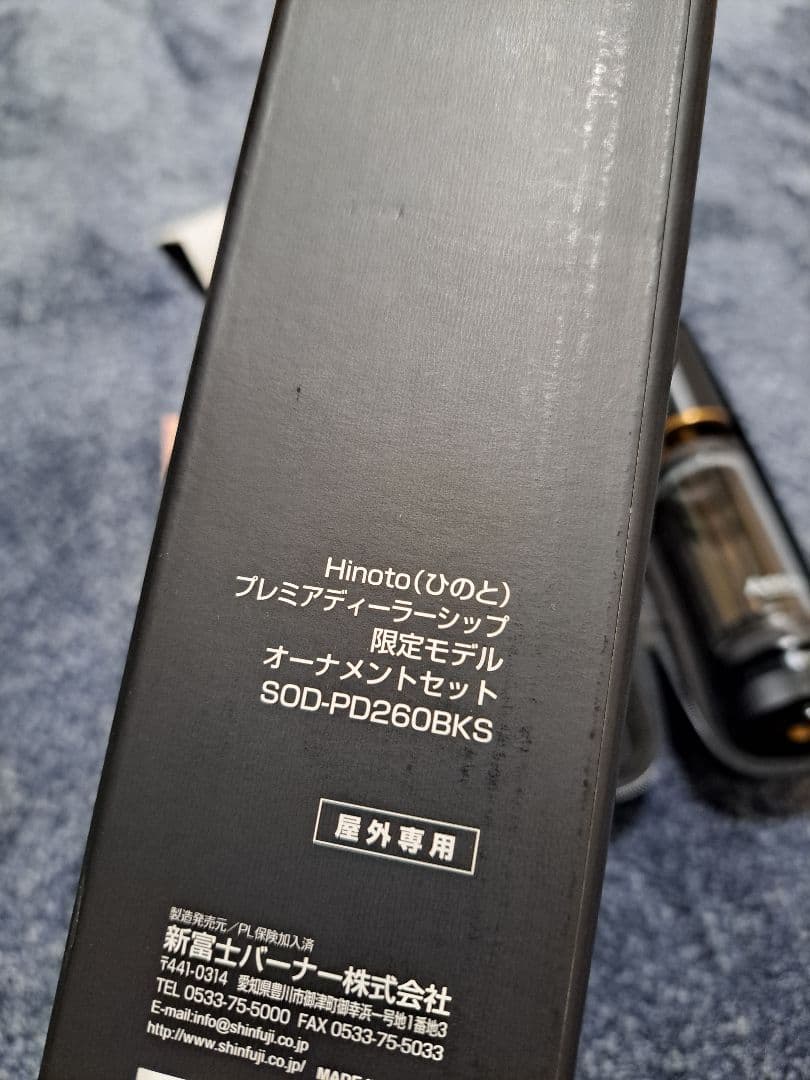 Hinoto(ひのと)
プレミアディーラーシップ
限定モデル
オーナメントセット
SOD-PD260BKS
屋外専用
製造発売元／PL保険加入済
新富士バーナー株式会社
〒441-0314 愛知県豊川市御津町御幸浜一号地1番地3
TEL 0533-75-5000 FAX 0533-75-5033
E-mail:info@shinfuji.co.jp
http://www.shinfuji.co.jp/ MADE